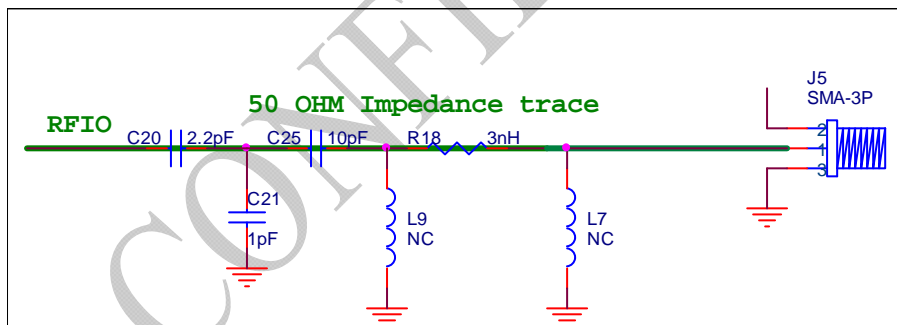 J5
SMA-3P
50 OHM Impedance trace
RFIO
C20 2.2pF C25 10pF R18 3nH
2
1
3
C21
1pF
L9
NC
L7
NC